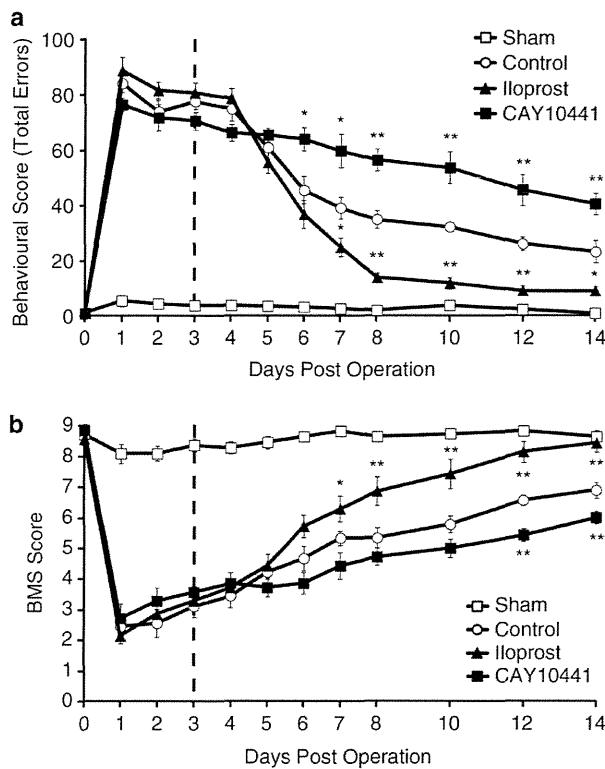 a
Behavioural Score (Total Errors)
100
80
60
40
20
0
Sham
Control
Iloprost
CAY10441
* * ** ** ** **
* ** ** ** *
0 1 2 3 4 5 6 7 8 10 12 14
Days Post Operation
b
BMS Score
9
8
7
6
5
4
3
2
1
0
* ** ** ** **
** **
Sham
Control
Iloprost
CAY10441
0 1 2 3 4 5 6 7 8 10 12 14
Days Post Operation